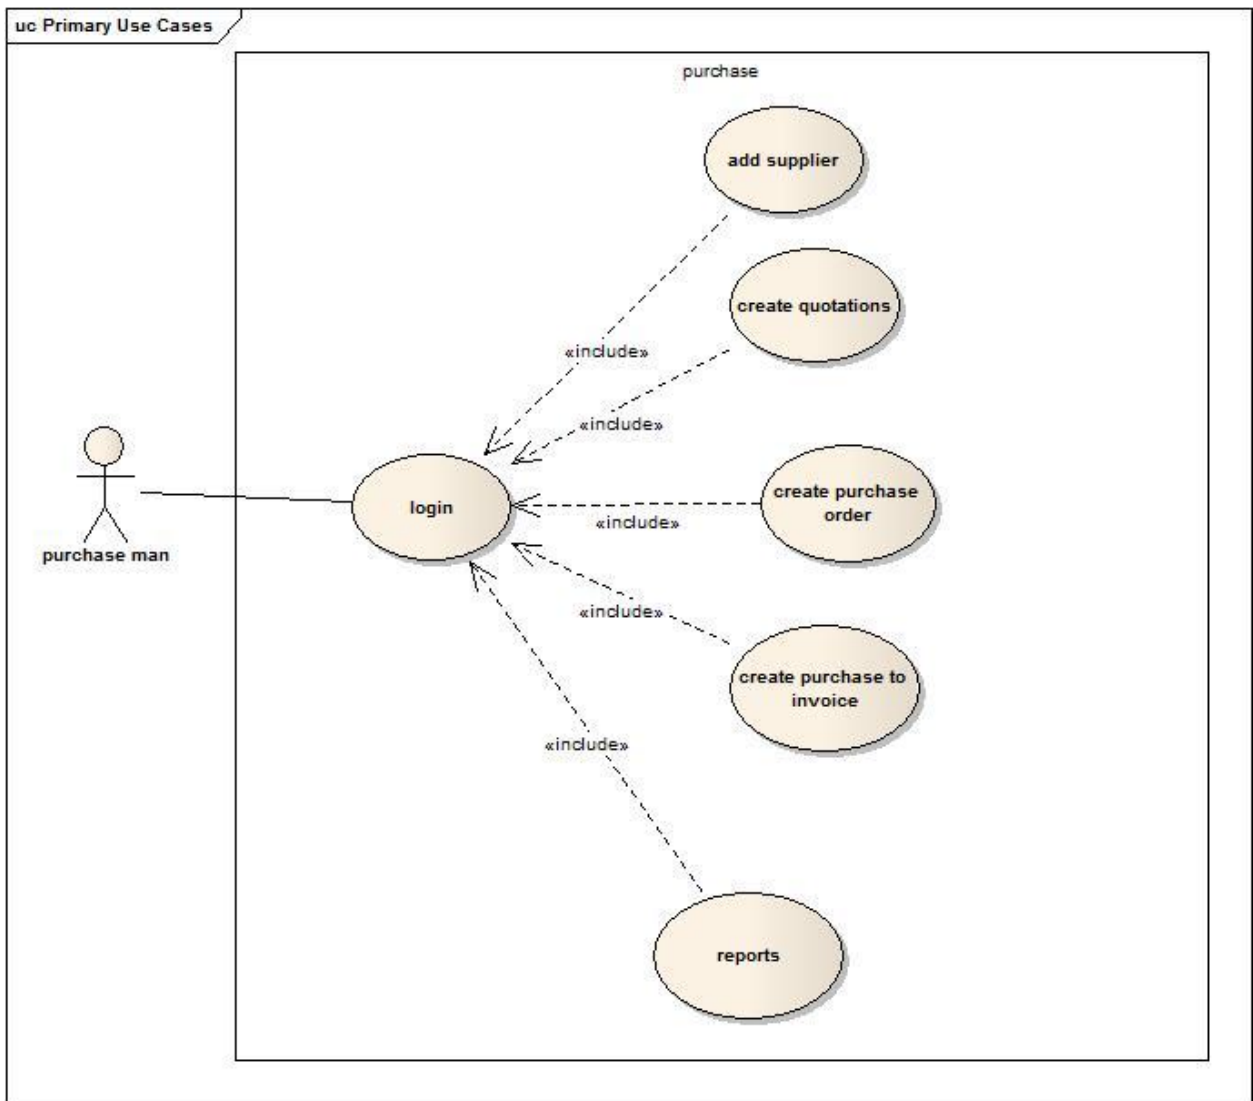 uc Primary Use Cases
purchase
add supplier
create quotations
«include»
«include»
purchase man
login
create purchase
order
«include»
«include»
create purchase to
invoice
«include»
reports